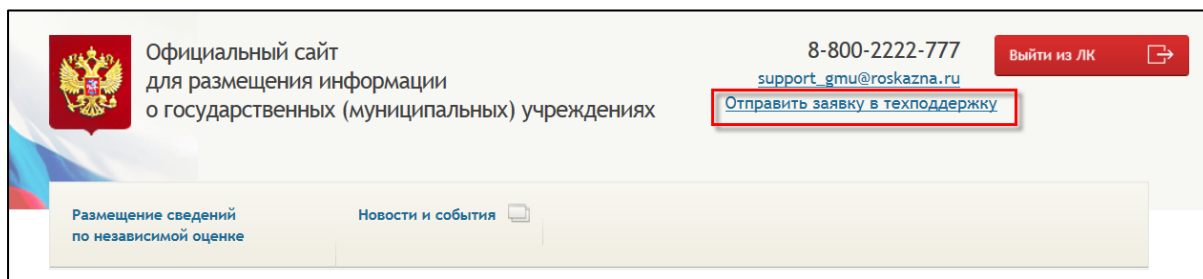 Официальный сайт
для размещения информации
о государственных (муниципальных) учреждениях
8-800-2222-777
support_gmu@roskazna.ru
Отправить заявку в техподдержку
Выйти из ЛК
Размещение сведений
по независимой оценке
Новости и события